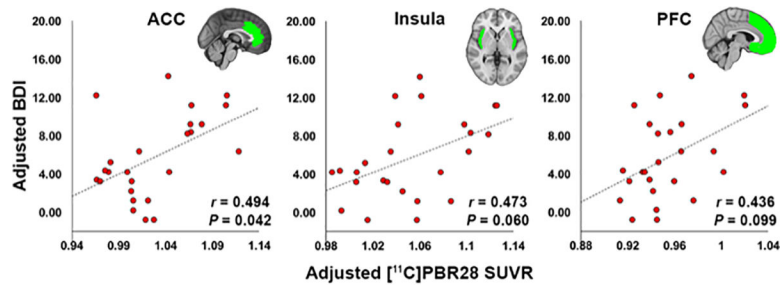 ACC
Insula
PFC
Adjusted BDI
20.00
16.00
12.00
8.00
4.00
0.00
r = 0.494
P = 0.042
0.94 0.99 1.04 1.09 1.14
20.00
16.00
12.00
8.00
4.00
0.00
r = 0.473
P = 0.060
0.98 1.02 1.06 1.10 1.14
20.00
16.00
12.00
8.00
4.00
0.00
r = 0.436
P = 0.099
0.88 0.92 0.96 1 1.04
Adjusted [¹¹C]PBR28 SUVR